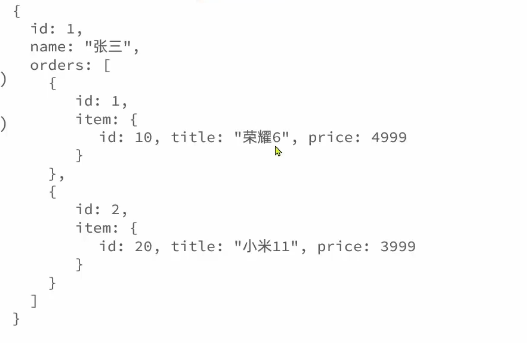 {
id: 1,
name: "张三",
orders: [
)
{
id: 1,
)
item: {
id: 10, title: "荣耀6", price: 4999
}
},
{
id: 2,
item: {
id: 20, title: "小米11", price: 3999
}
}
]
}